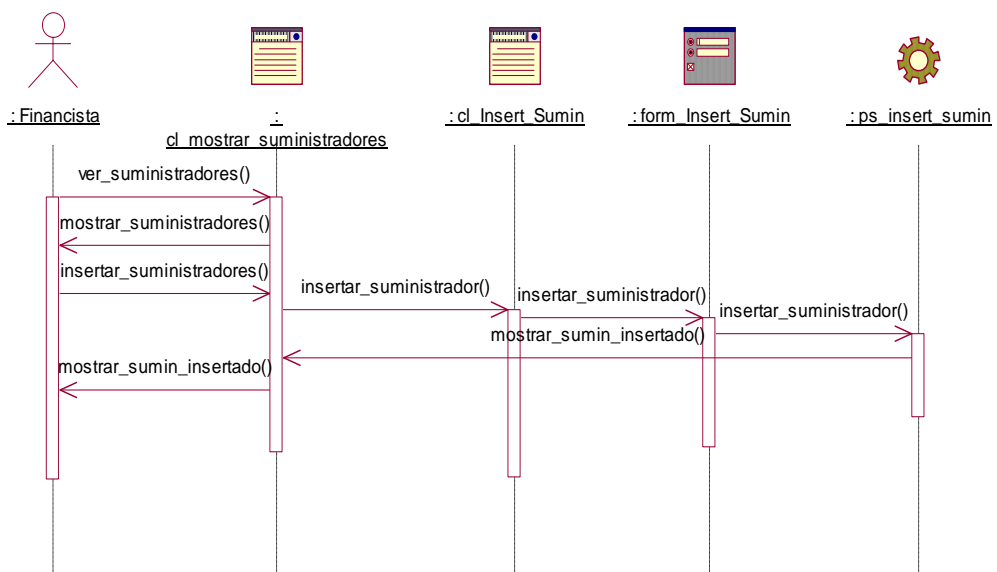 : Financista
:
cl_mostrar_suministradores
: cl_Insert_Sumin
: form_Insert_Sumin
: ps_insert_sumin
ver_suministradores()
mostrar_suministradores()
insertar_suministradores()
insertar_suministrador()
insertar_suministrador()
insertar_suministrador()
mostrar_sumin_insertado()
mostrar_sumin_insertado()